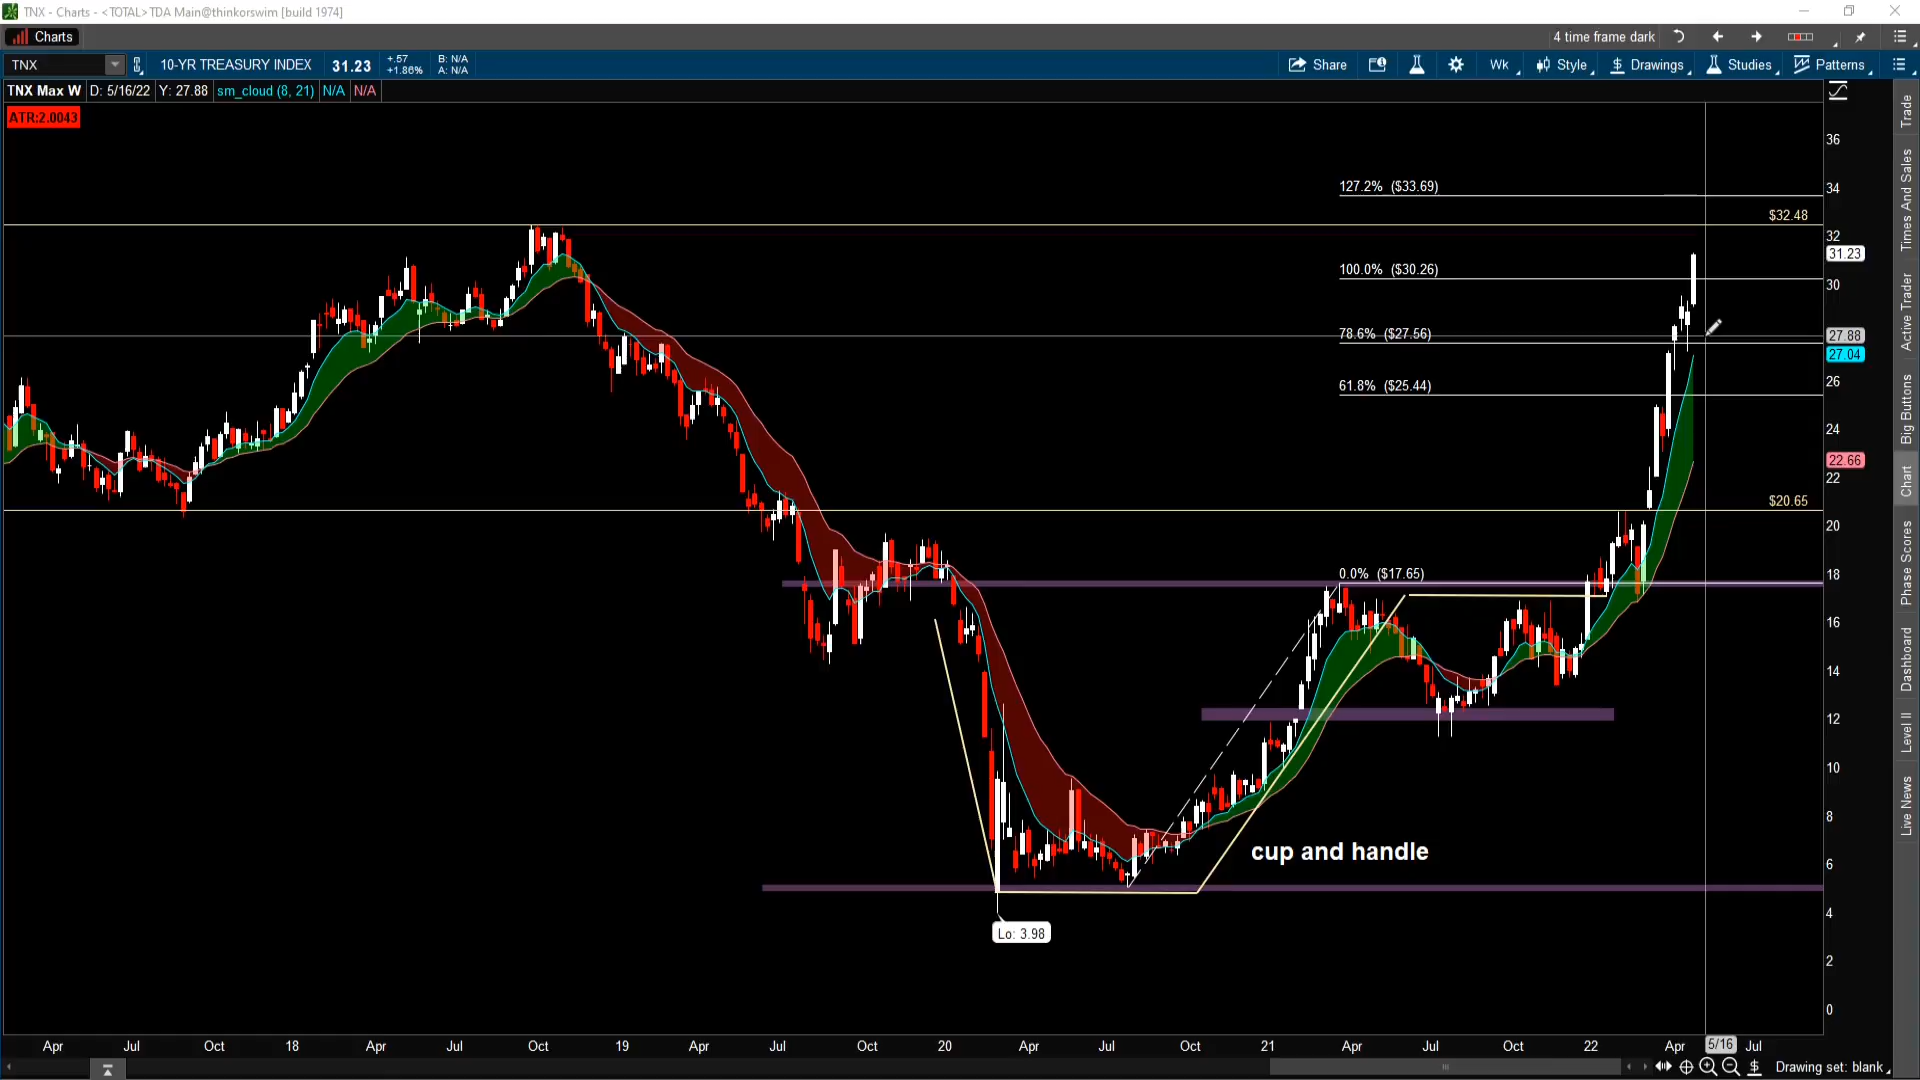 TNX - Charts - <TOTAL>TDA Main@thinkorswim [build 1974]
Charts
4 time frame dark
TNX
10-YR TREASURY INDEX
31.23
+.57
+1.86%
B: N/A
A: N/A
Share
Wk
Style
Drawings
Studies
Patterns
TNX Max W
D: 5/16/22
Y: 27.88
sm_cloud (8, 21)
N/A
N/A
ATR:2.0043
127.2% ($33.69)
$32.48
100.0% ($30.26)
78.6% ($27.56)
61.8% ($25.44)
$20.65
0.0% ($17.65)
cup and handle
Lo: 3.98
36
34
32
31.23
30
27.88
27.04
26
24
22.66
22
20
18
16
14
12
10
8
6
4
2
0
Apr
Jul
Oct
18
Apr
Jul
Oct
19
Apr
Jul
Oct
20
Apr
Jul
Oct
21
Apr
Jul
Oct
22
Apr
5/16
Jul
Drawing set: blank
Trade
Times And Sales
Active Trader
Big Buttons
Chart
Phase Scores
Dashboard
Level II
Live News